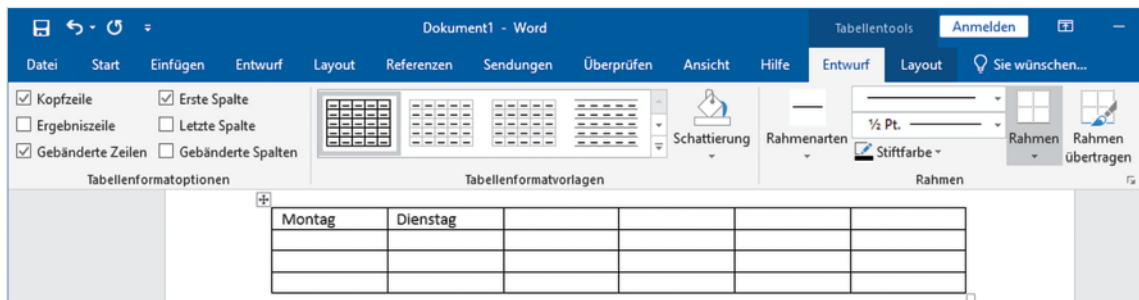 Dokument1 - Word
Tabellentools
Anmelden
Datei Start Einfügen Entwurf Layout Referenzen Sendungen Überprüfen Ansicht Hilfe Entwurf Layout Sie wünschen...
Kopfzeile Erste Spalte
Ergebniszeile Letzte Spalte
Gebänderte Zeilen Gebänderte Spalten
Tabellenformatoptionen
Schattierung
Tabellenformatvorlagen
Rahmenarten
½ Pt.
Stiftfarbe
Rahmen
Rahmen übertragen
Rahmen
Montag Dienstag